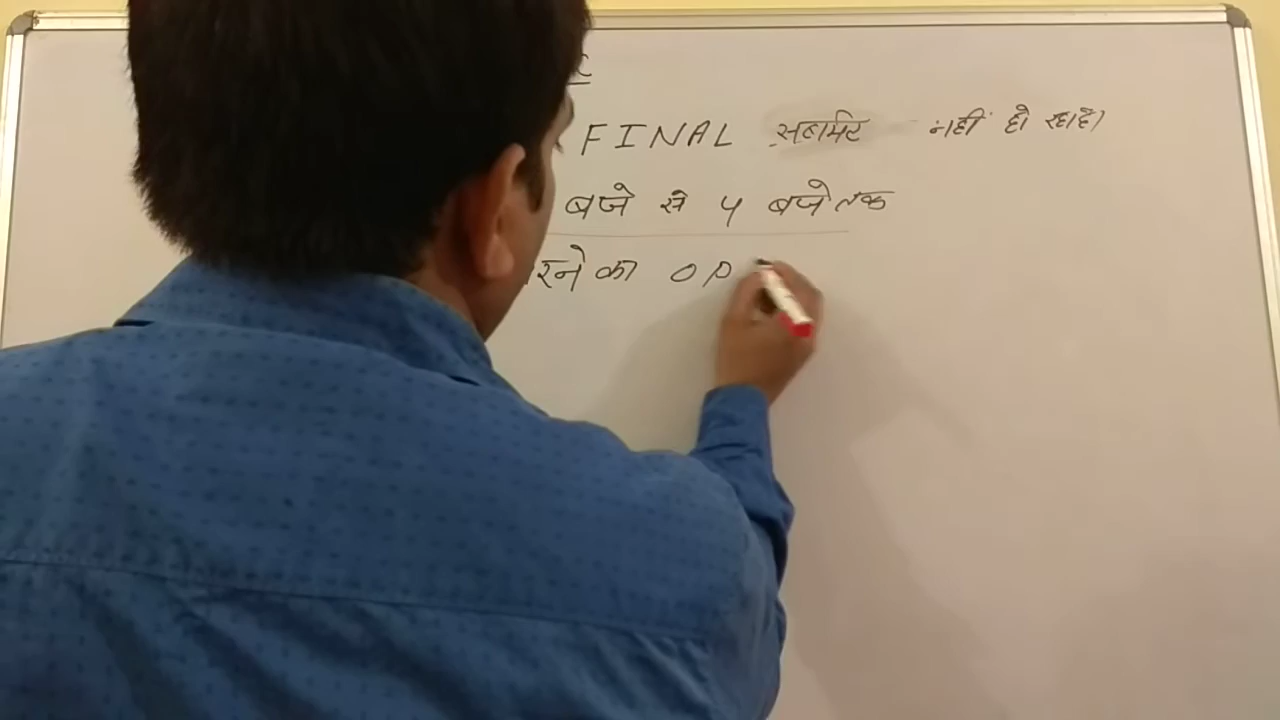 FINAL सबमिट नहीं हो रहा है।
बजे से 4 बजे तक
रने का OP